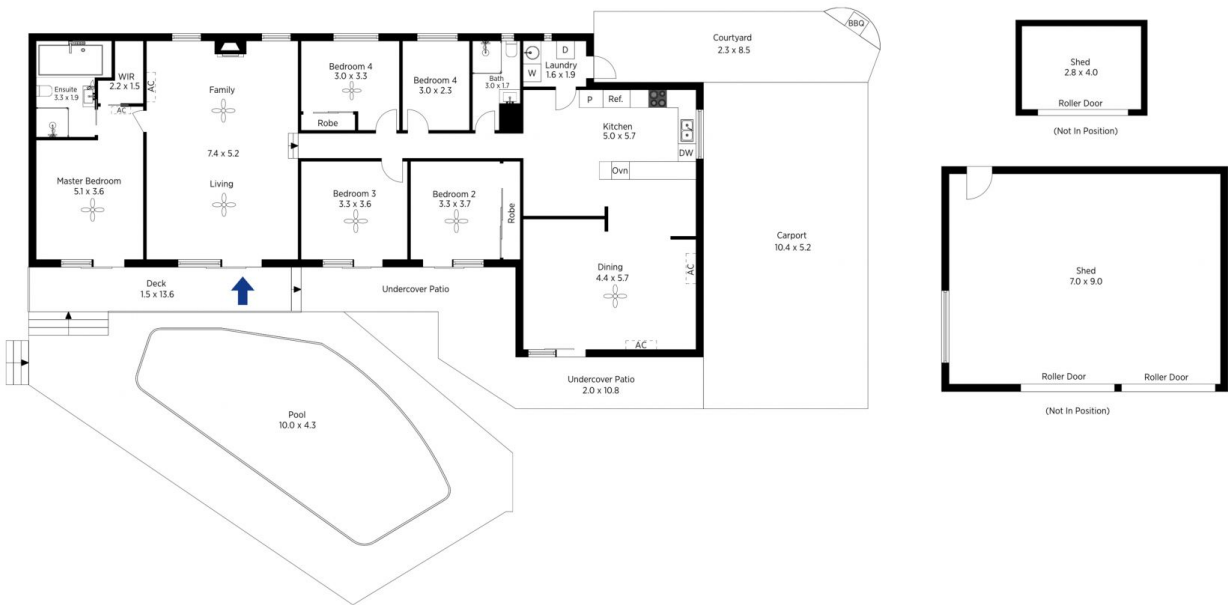 BBQ
Courtyard
2.3 x 8.5
Shed
2.8 x 4.0
Roller Door
(Not In Position)
WIR
2.2 x 1.5
AC
Ensuite
3.3 x 1.9
AC
Family
7.4 x 5.2
Living
Bedroom 4
3.0 x 3.3
Robe
Bedroom 4
3.0 x 2.3
Bath
3.0 x 1.7
D
Laundry
1.6 x 1.9
W
P
Ref.
Kitchen
5.0 x 5.7
DW
Ovn
Master Bedroom
5.1 x 3.6
Bedroom 3
3.3 x 3.6
Bedroom 2
3.3 x 3.7
Robe
Carport
10.4 x 5.2
Dining
4.4 x 5.7
AC
AC
Shed
7.0 x 9.0
Roller Door
Roller Door
(Not In Position)
Deck
1.5 x 13.6
Undercover Patio
Undercover Patio
2.0 x 10.8
Pool
10.0 x 4.3